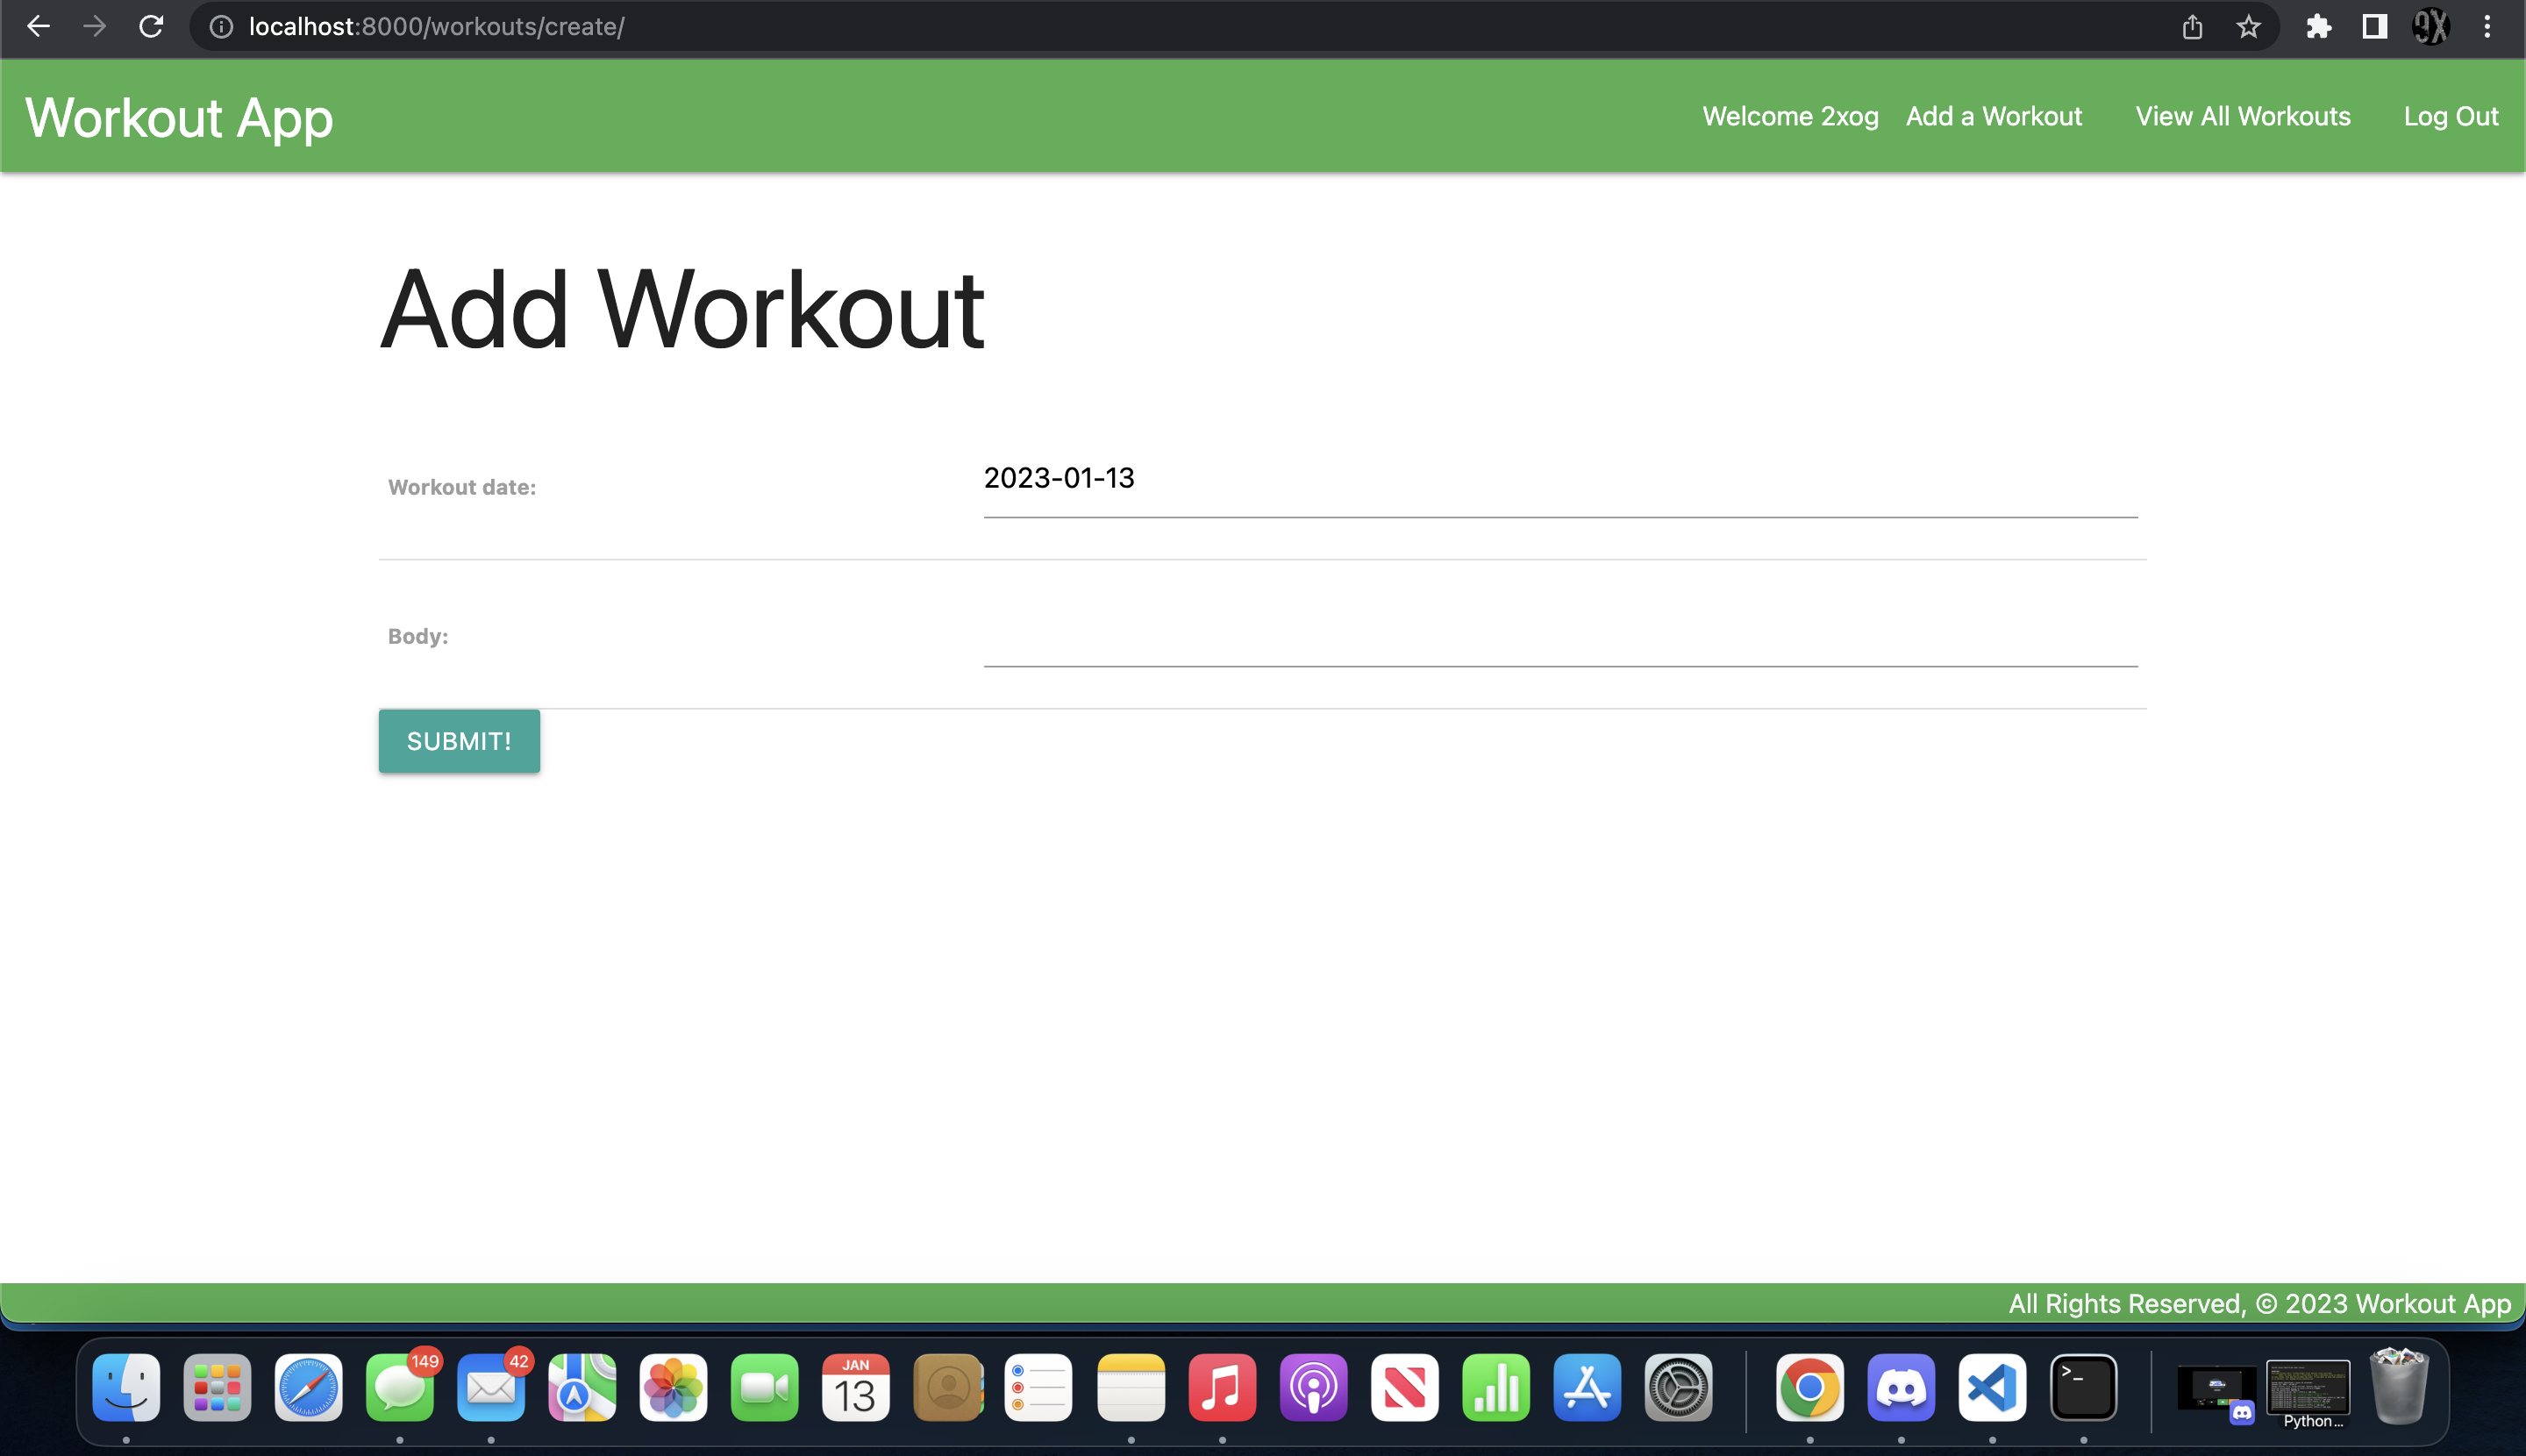 localhost:8000/workouts/create/
Workout App
Welcome 2xog Add a Workout View All Workouts Log Out
Add Workout
Workout date: 2023-01-13
Body:
SUBMIT!
All Rights Reserved, © 2023 Workout App
149 42 JAN
13
>_
Python...